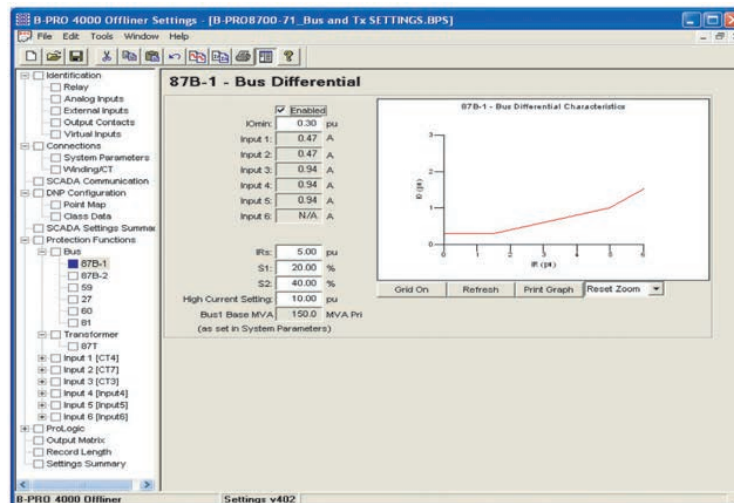 B-PRO 4000 Offliner Settings - [B-PRO8700-71_Bus and Tx SETTINGS.BPS]
File Edit Tools Window Help
Identification
Relay
Analog Inputs
External Inputs
Output Contacts
Virtual Inputs
Connections
System Parameters
Winding/CT
SCADA Communication
DNP Configuration
Point Map
Class Data
SCADA Settings Summar
Protection Functions
Bus
87B-1
87B-2
59
27
60
81
Transformer
87T
Input 1 [CT4]
Input 2 [CT7]
Input 3 [CT3]
Input 4 [Input4]
Input 5 [Input5]
Input 6 [Input6]
ProLogic
Output Matrix
Record Length
Settings Summary
87B-1 - Bus Differential
Enabled
IOmin: 0.30 pu
Input 1: 0.47 A
Input 2: 0.47 A
Input 3: 0.94 A
Input 4: 0.94 A
Input 5: 0.94 A
Input 6: N/A A
IRs: 5.00 pu
S1: 20.00 %
S2: 40.00 %
High Current Setting: 10.00 pu
Bus1 Base MVA 150.0 MVA Pri
(as set in System Parameters)
87B-1 - Bus Differential Characteristics
3
2
1
0
0 1 2 3 4 5 6
Grid On Refresh Print Graph Reset Zoom
B-PRO 4000 Offliner Settings v402